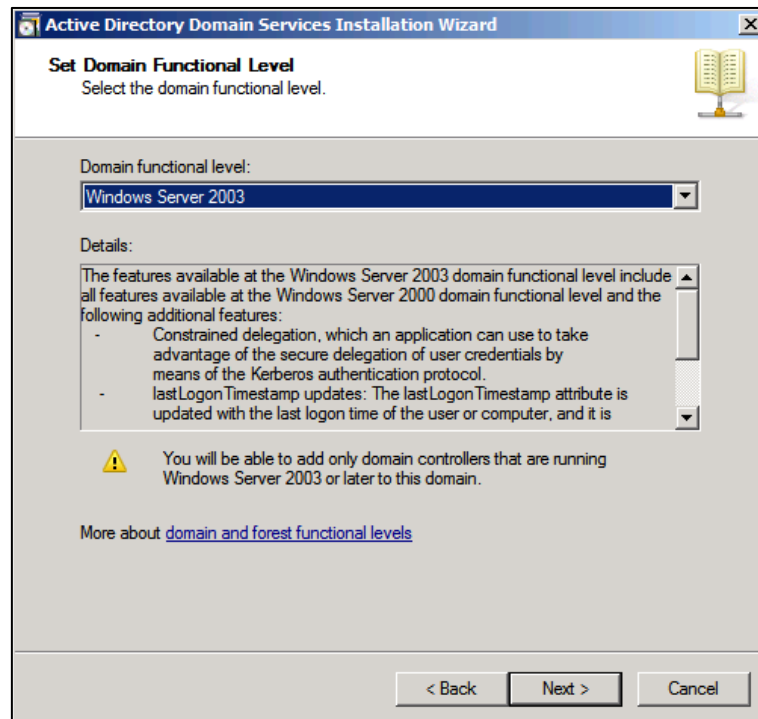 Active Directory Domain Services Installation Wizard
Set Domain Functional Level
Select the domain functional level.
Domain functional level:
Windows Server 2003
Details:
The features available at the Windows Server 2003 domain functional level include
all features available at the Windows Server 2000 domain functional level and the
following additional features:
- Constrained delegation, which an application can use to take
advantage of the secure delegation of user credentials by
means of the Kerberos authentication protocol.
- lastLogonTimestamp updates: The lastLogonTimestamp attribute is
updated with the last logon time of the user or computer, and it is
You will be able to add only domain controllers that are running
Windows Server 2003 or later to this domain.
More about domain and forest functional levels
< Back Next > Cancel